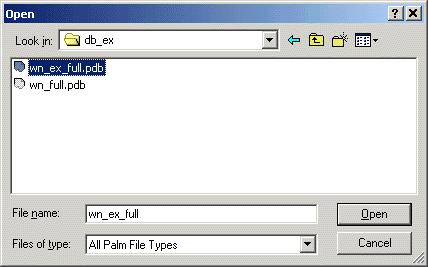 Open
Look in: db_ex
wn_ex_full.pdb
wn_full.pdb
File name: wn_ex_full Open
Files of type: All Palm File Types Cancel